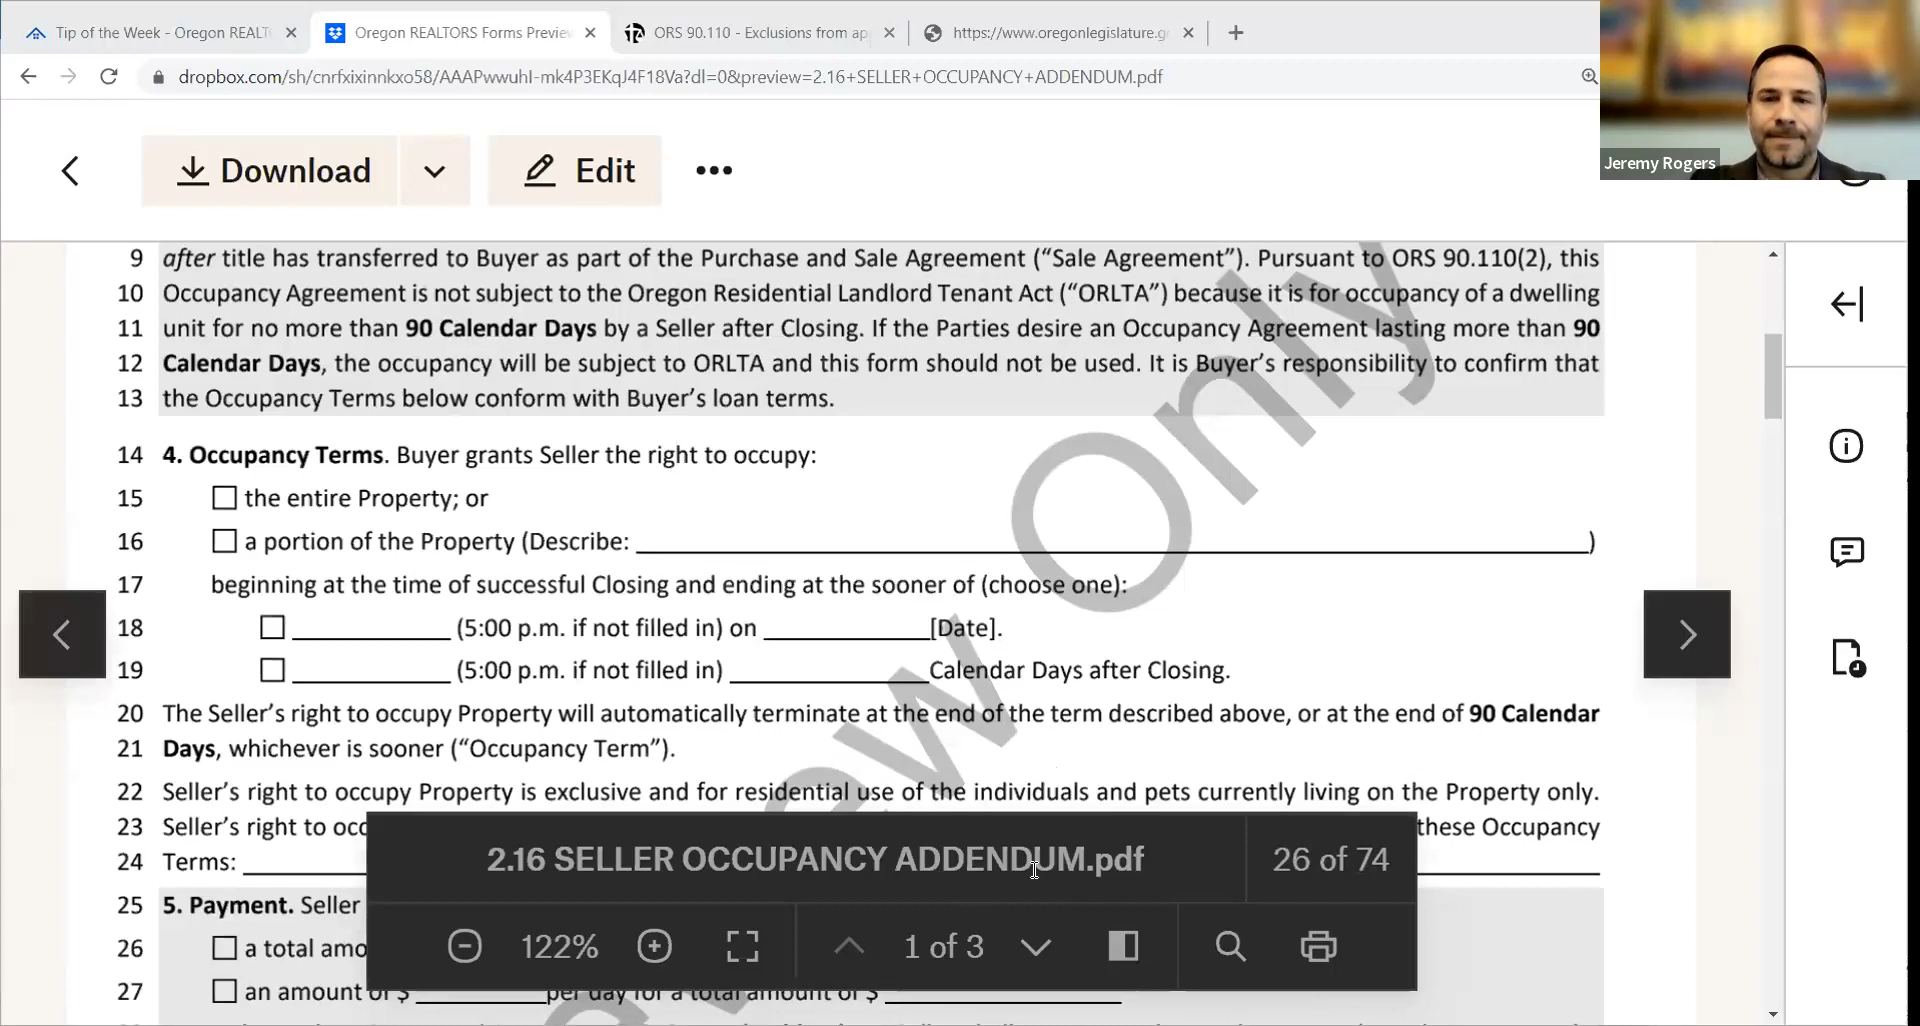 Tip of the Week - Oregon REALT
Oregon REALTORS Forms Preview
ORS 90.110 - Exclusions from ap
https://www.oregonlegislature.g
dropbox.com/sh/cnrfxixinnkxo58/AAAPwwuhI-mk4P3EKqJ4F18Va?dl=0&preview=2.16+SELLER+OCCUPANCY+ADDENDUM.pdf
Jeremy Rogers
Download
Edit
9 after title has transferred to Buyer as part of the Purchase and Sale Agreement (“Sale Agreement”). Pursuant to ORS 90.110(2), this
10 Occupancy Agreement is not subject to the Oregon Residential Landlord Tenant Act (“ORLTA”) because it is for occupancy of a dwelling
11 unit for no more than 90 Calendar Days by a Seller after Closing. If the Parties desire an Occupancy Agreement lasting more than 90
12 Calendar Days, the occupancy will be subject to ORLTA and this form should not be used. It is Buyer’s responsibility to confirm that
13 the Occupancy Terms below conform with Buyer’s loan terms.
14 4. Occupancy Terms. Buyer grants Seller the right to occupy:
15 the entire Property; or
16 a portion of the Property (Describe: )
17 beginning at the time of successful Closing and ending at the sooner of (choose one):
18 (5:00 p.m. if not filled in) on [Date].
19 (5:00 p.m. if not filled in) Calendar Days after Closing.
20 The Seller’s right to occupy Property will automatically terminate at the end of the term described above, or at the end of 90 Calendar
21 Days, whichever is sooner (“Occupancy Term”).
22 Seller’s right to occupy Property is exclusive and for residential use of the individuals and pets currently living on the Property only.
23 Seller’s right to occ these Occupancy
24 Terms:
25 5. Payment. Seller
26 a total amo
27 an amount of $ per day for a total amount of $
ew Only
2.16 SELLER OCCUPANCY ADDENDUM.pdf
26 of 74
122%
1 of 3